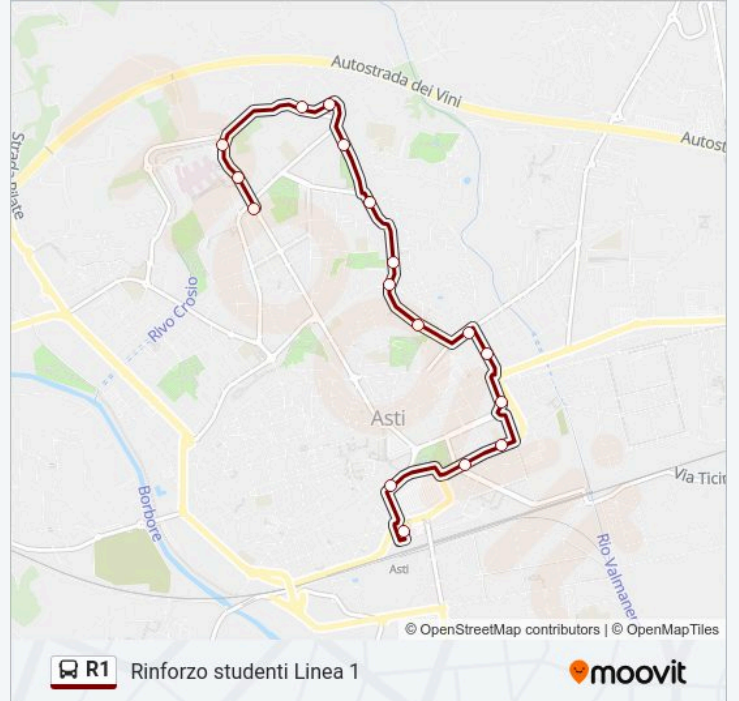 Autostrada dei Vini
Autost
Strada pilate
Rivo Crosio
Asti
Borbore
Via Ticin
Rio Valmaner
Asti
© OpenStreetMap contributors | © OpenMapTiles
R1 Rinforzo studenti Linea 1
moovit